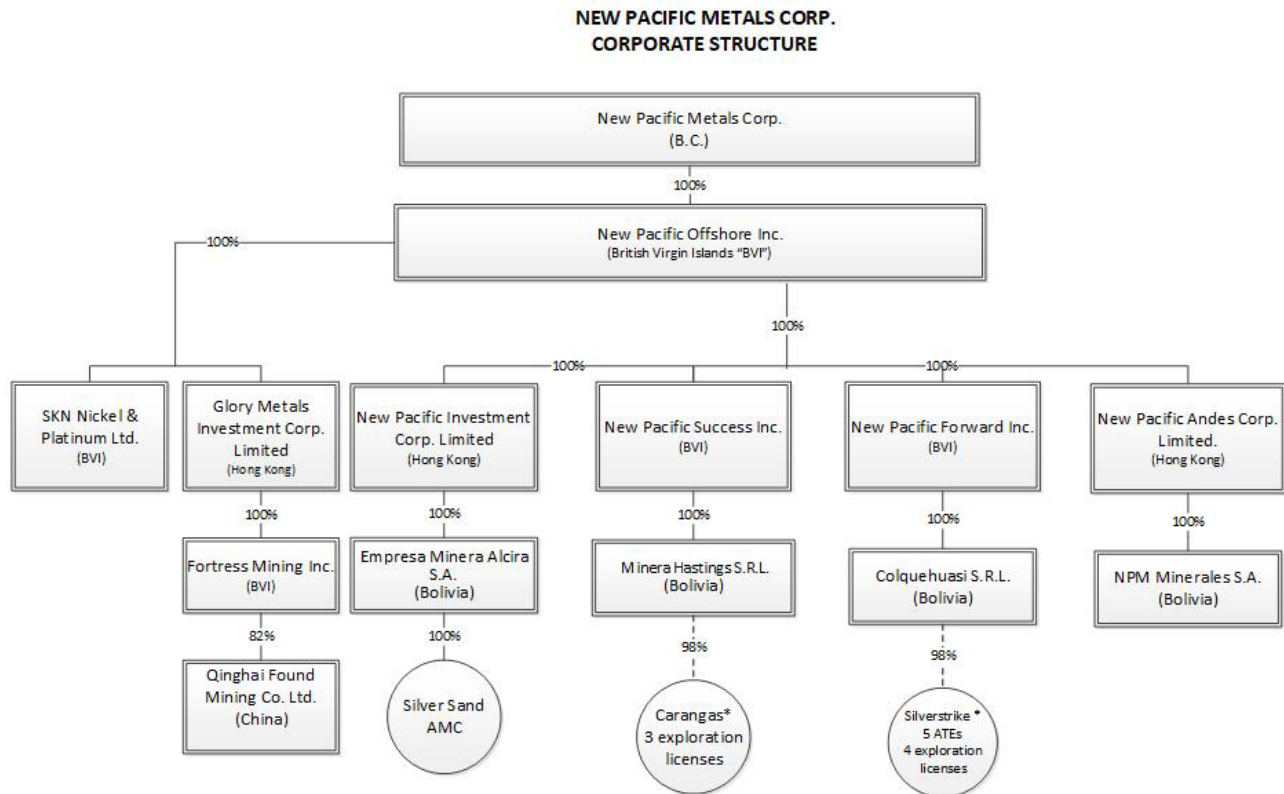 NEW PACIFIC METALS CORP.
CORPORATE STRUCTURE
New Pacific Metals Corp.
(B.C.)
100%
New Pacific Offshore Inc.
(British Virgin Islands "BVI")
100%
100%
100%
100%
SKN Nickel &
Platinum Ltd.
(BVI)
Glory Metals
Investment Corp.
Limited
(Hong Kong)
New Pacific Investment
Corp. Limited
(Hong Kong)
New Pacific Success Inc.
(BVI)
New Pacific Forward Inc.
(BVI)
New Pacific Andes Corp.
Limited.
(Hong Kong)
100%
100%
100%
100%
100%
Fortress Mining Inc.
(BVI)
Empresa Minera Alcira
S.A.
(Bolivia)
Minera Hastings S.R.L.
(Bolivia)
Colquehuasi S.R.L.
(Bolivia)
NPM Minerales S.A.
(Bolivia)
82%
100%
98%
98%
Qinghai Found
Mining Co. Ltd.
(China)
Silver Sand
AMC
Carangas*
3 exploration
licenses
Silverstrike *
5 ATEs
4 exploration
licenses